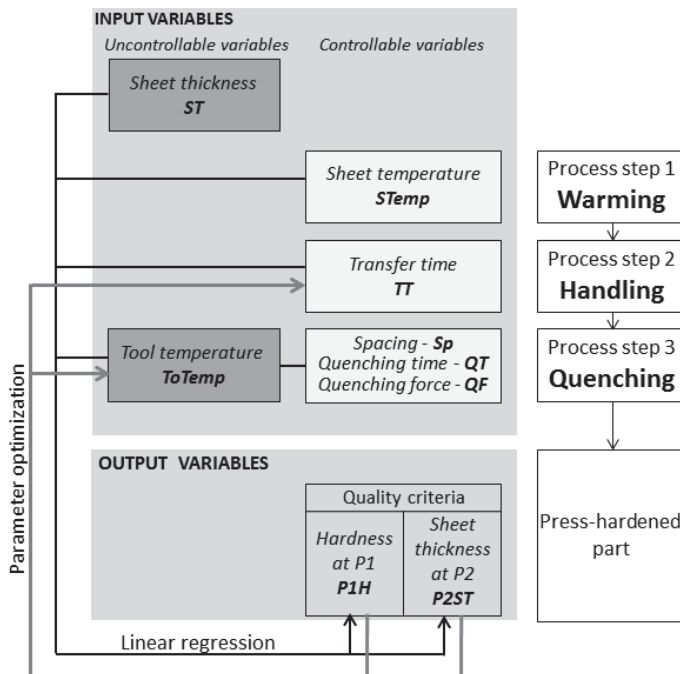 INPUT VARIABLES
Uncontrollable variables
Controllable variables
Sheet thickness
ST
Sheet temperature
STemp
Process step 1
Warming
Transfer time
TT
Process step 2
Handling
Tool temperature
ToTemp
Spacing - Sp
Quenching time - QT
Quenching force - QF
Process step 3
Quenching
Parameter optimization
OUTPUT VARIABLES
Quality criteria
Hardness
at P1
P1H
Sheet
thickness
at P2
P2ST
Press-hardened
part
Linear regression